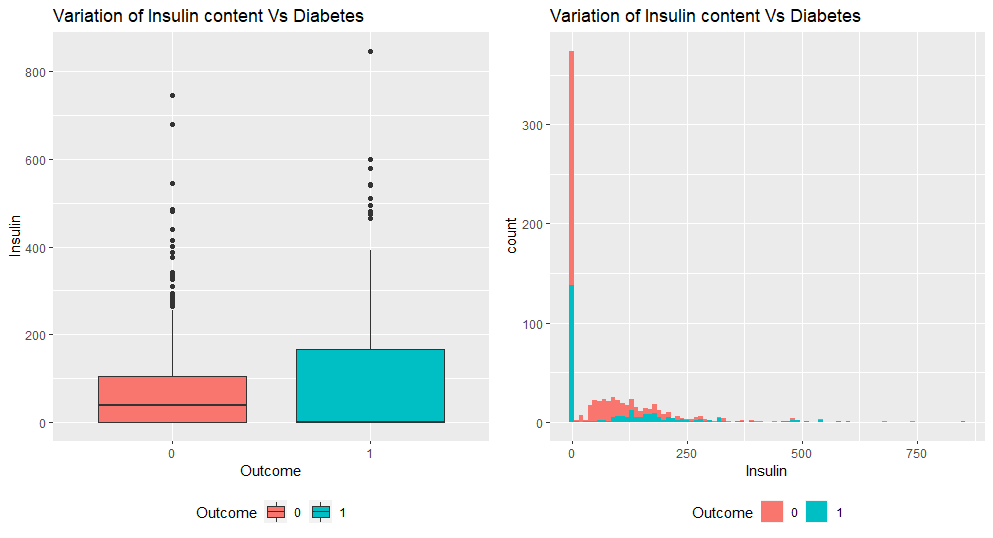 Variation of Insulin content Vs Diabetes
800
600
400
200
0
Insulin
0 1
Outcome
Outcome 0 1
Variation of Insulin content Vs Diabetes
300
200
100
0
count
0 250 500 750
Insulin
Outcome 0 1